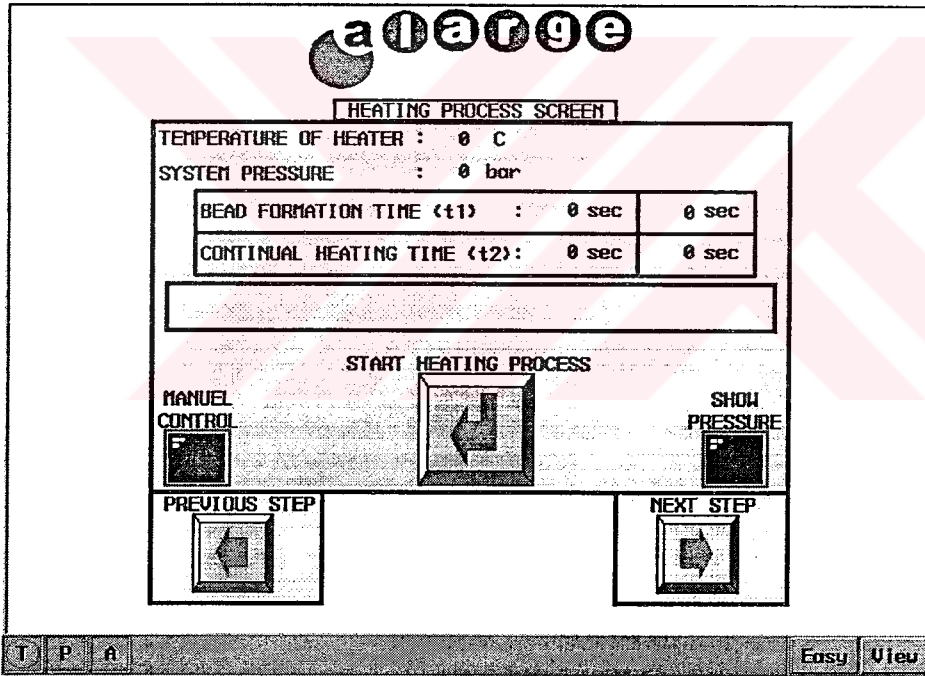 alarge
HEATING PROCESS SCREEN
TEMPERATURE OF HEATER : 0 C
SYSTEM PRESSURE : 0 bar
BEAD FORMATION TIME (t1) : 0 sec 0 sec
CONTINUAL HEATING TIME (t2): 0 sec 0 sec
START HEATING PROCESS
MANUEL
CONTROL
SHOW
PRESSURE
PREVIOUS STEP
NEXT STEP
T P A Easy View